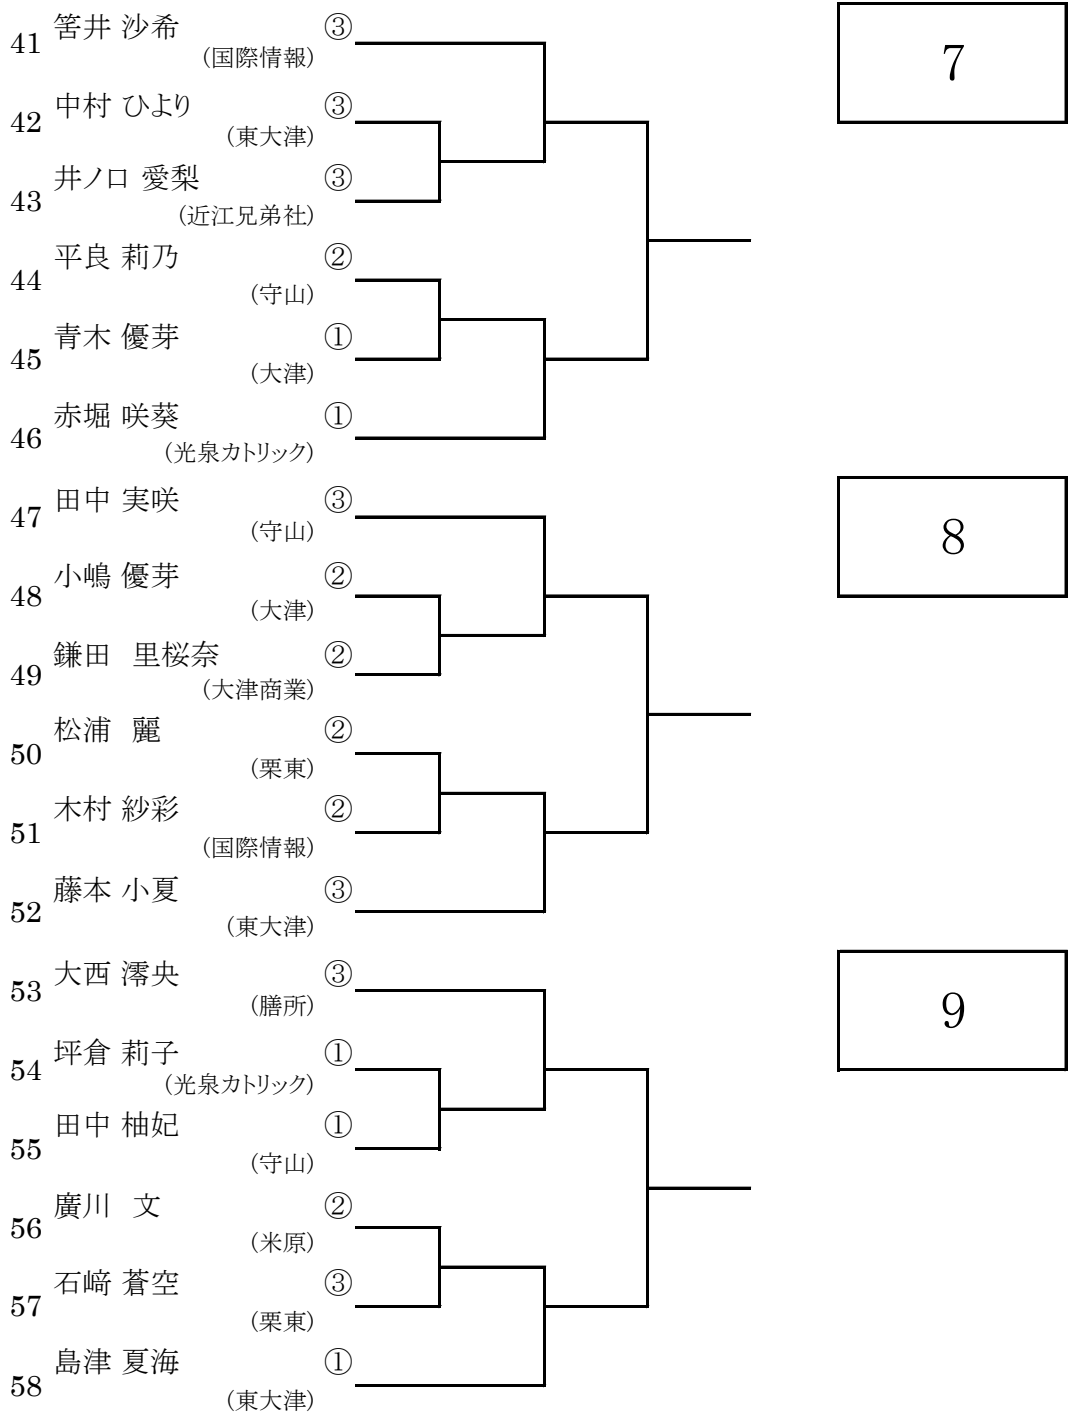 41 筈井 沙希 ③
(国際情報)
7
42 中村 ひより ③
(東大津)
43 井ノ口 愛梨 ③
(近江兄弟社)
44 平良 莉乃 ②
(守山)
45 青木 優芽 ①
(大津)
46 赤堀 咲葵 ①
(光泉カトリック)
47 田中 実咲 ③
(守山)
8
48 小嶋 優芽 ②
(大津)
49 鎌田　里桜奈 ②
(大津商業)
50 松浦　麗 ②
(栗東)
51 木村 紗彩 ②
(国際情報)
52 藤本 小夏 ③
(東大津)
53 大西 澪央 ③
(膳所)
9
54 坪倉 莉子 ①
(光泉カトリック)
55 田中 柚妃 ①
(守山)
56 廣川　文 ②
(米原)
57 石﨑 蒼空 ③
(栗東)
58 島津 夏海 ①
(東大津)